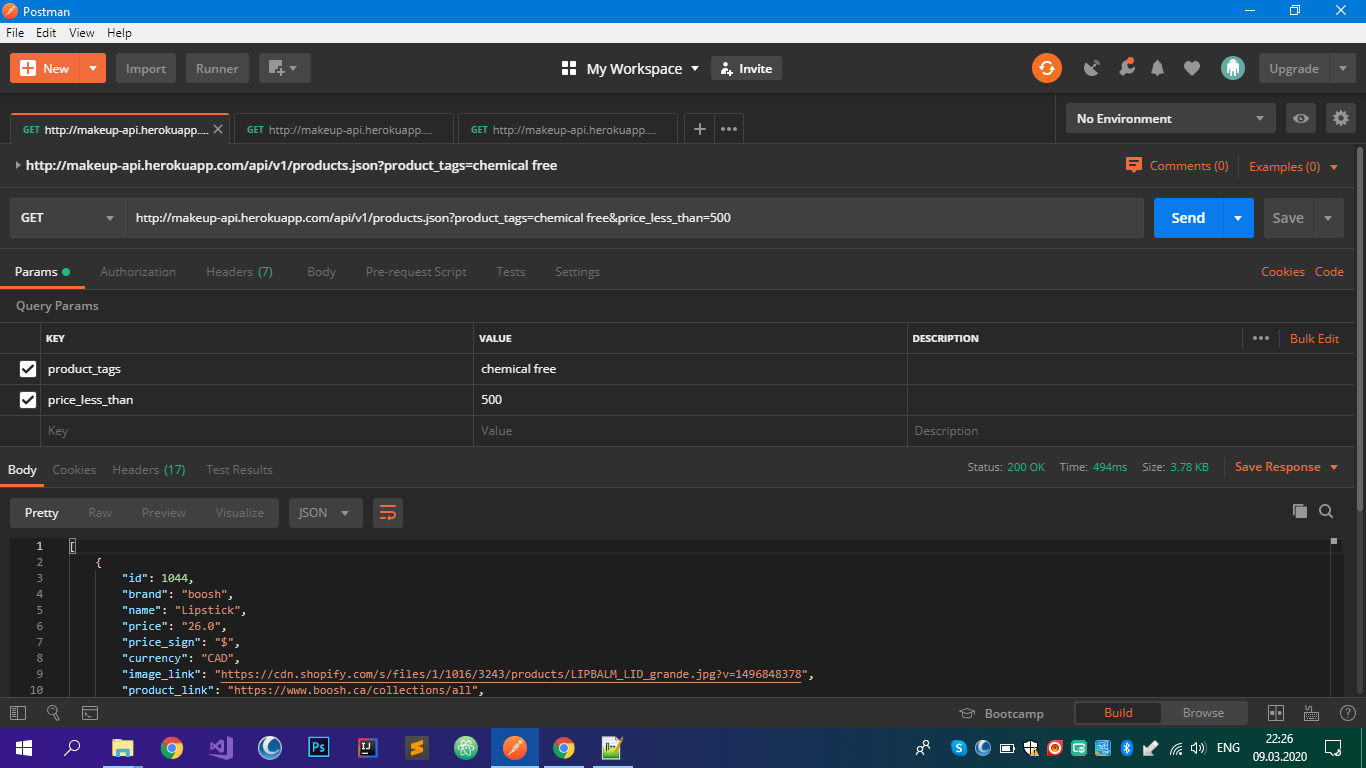 Postman
File Edit View Help
New Import Runner My Workspace Invite Upgrade
GET http://makeup-api.herokuapp.... GET http://makeup-api.herokuapp.... GET http://makeup-api.herokuapp.... No Environment
http://makeup-api.herokuapp.com/api/v1/products.json?product_tags=chemical free Comments (0) Examples (0)
GET http://makeup-api.herokuapp.com/api/v1/products.json?product_tags=chemical free&price_less_than=500 Send Save
Params Authorization Headers (7) Body Pre-request Script Tests Settings Cookies Code
Query Params
KEY VALUE DESCRIPTION Bulk Edit
product_tags chemical free
price_less_than 500
Key Value Description
Body Cookies Headers (17) Test Results Status: 200 OK Time: 494ms Size: 3.78 KB Save Response
Pretty Raw Preview Visualize JSON
1 [
2 {
3 "id": 1044,
4 "brand": "boosh",
5 "name": "Lipstick",
6 "price": "26.0",
7 "price_sign": "$",
8 "currency": "CAD",
9 "image_link": "https://cdn.shopify.com/s/files/1/1016/3243/products/LIPBALM_LID_grande.jpg?v=1496848378",
10 "product_link": "https://www.boosh.ca/collections/all",
Bootcamp Build Browse
Ps IJ ENG 22:26
09.03.2020